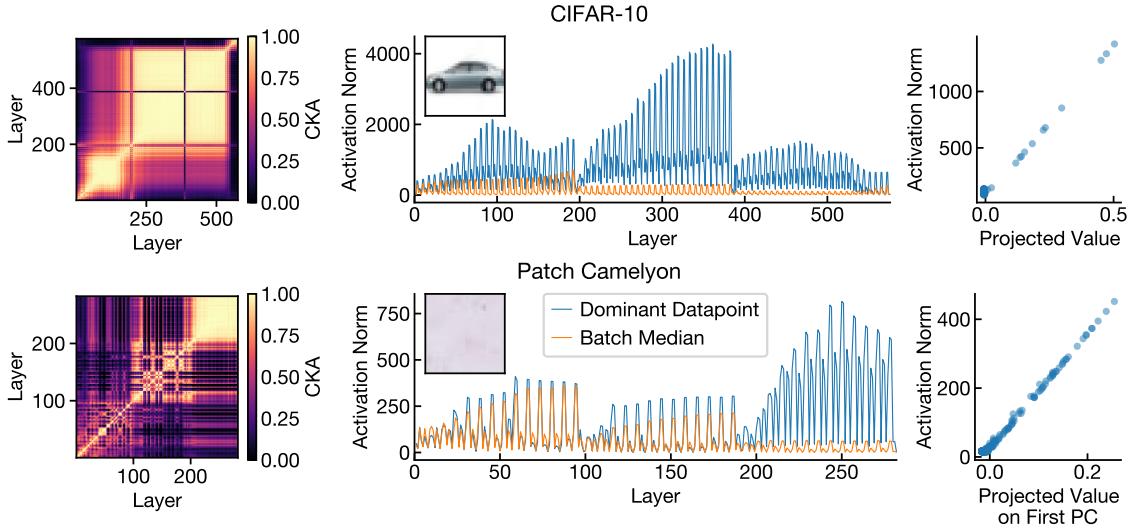 CIFAR-10
Layer
400
200
250
500
Layer
1.00
0.75
0.50
0.25
0.00
CKA
Activation Norm
4000
2000
0
0
100
200
300
400
500
Layer
Activation Norm
1000
500
0.0
0.5
Projected Value
Patch Camelyon
Layer
200
100
100
200
Layer
1.00
0.75
0.50
0.25
0.00
CKA
Activation Norm
750
500
250
0
0
50
100
150
200
250
Layer
Dominant Datapoint
Batch Median
Activation Norm
400
200
0
0.0
0.2
Projected Value
on First PC